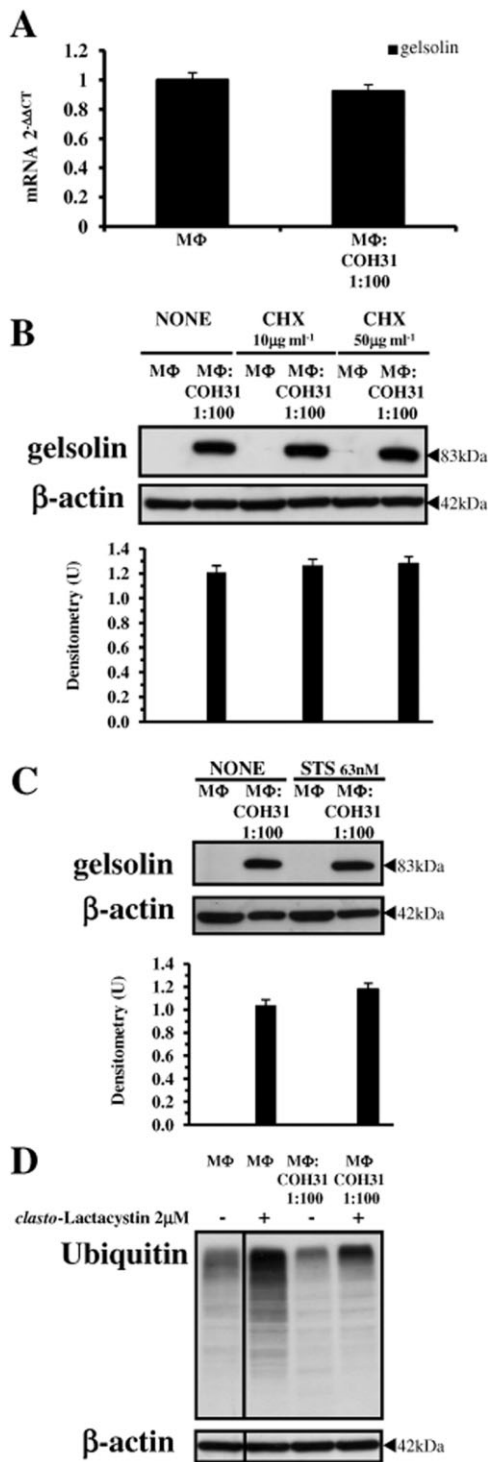 A
gelsolin
mRNA 2-ΔΔCT
1.2
1
0.8
0.6
0.4
0.2
0
MΦ
MΦ:
COH31
1:100
B
NONE CHX CHX
10μg ml-1 50μg ml-1
MΦ MΦ: MΦ MΦ: MΦ MΦ:
COH31 COH31 COH31
1:100 1:100 1:100
gelsolin 83kDa
β-actin 42kDa
Densitometry (U)
1.4
1.2
1.0
0.8
0.6
0.4
0.2
0.0
C
NONE STS 63nM
MΦ MΦ: MΦ MΦ:
COH31 COH31
1:100 1:100
gelsolin 83kDa
β-actin 42kDa
Densitometry (U)
1.4
1.2
1.0
0.8
0.6
0.4
0.2
0.0
D
MΦ MΦ MΦ: MΦ
COH31 COH31
1:100 1:100
clasto-Lactacystin 2μM - + - +
Ubiquitin
β-actin 42kDa